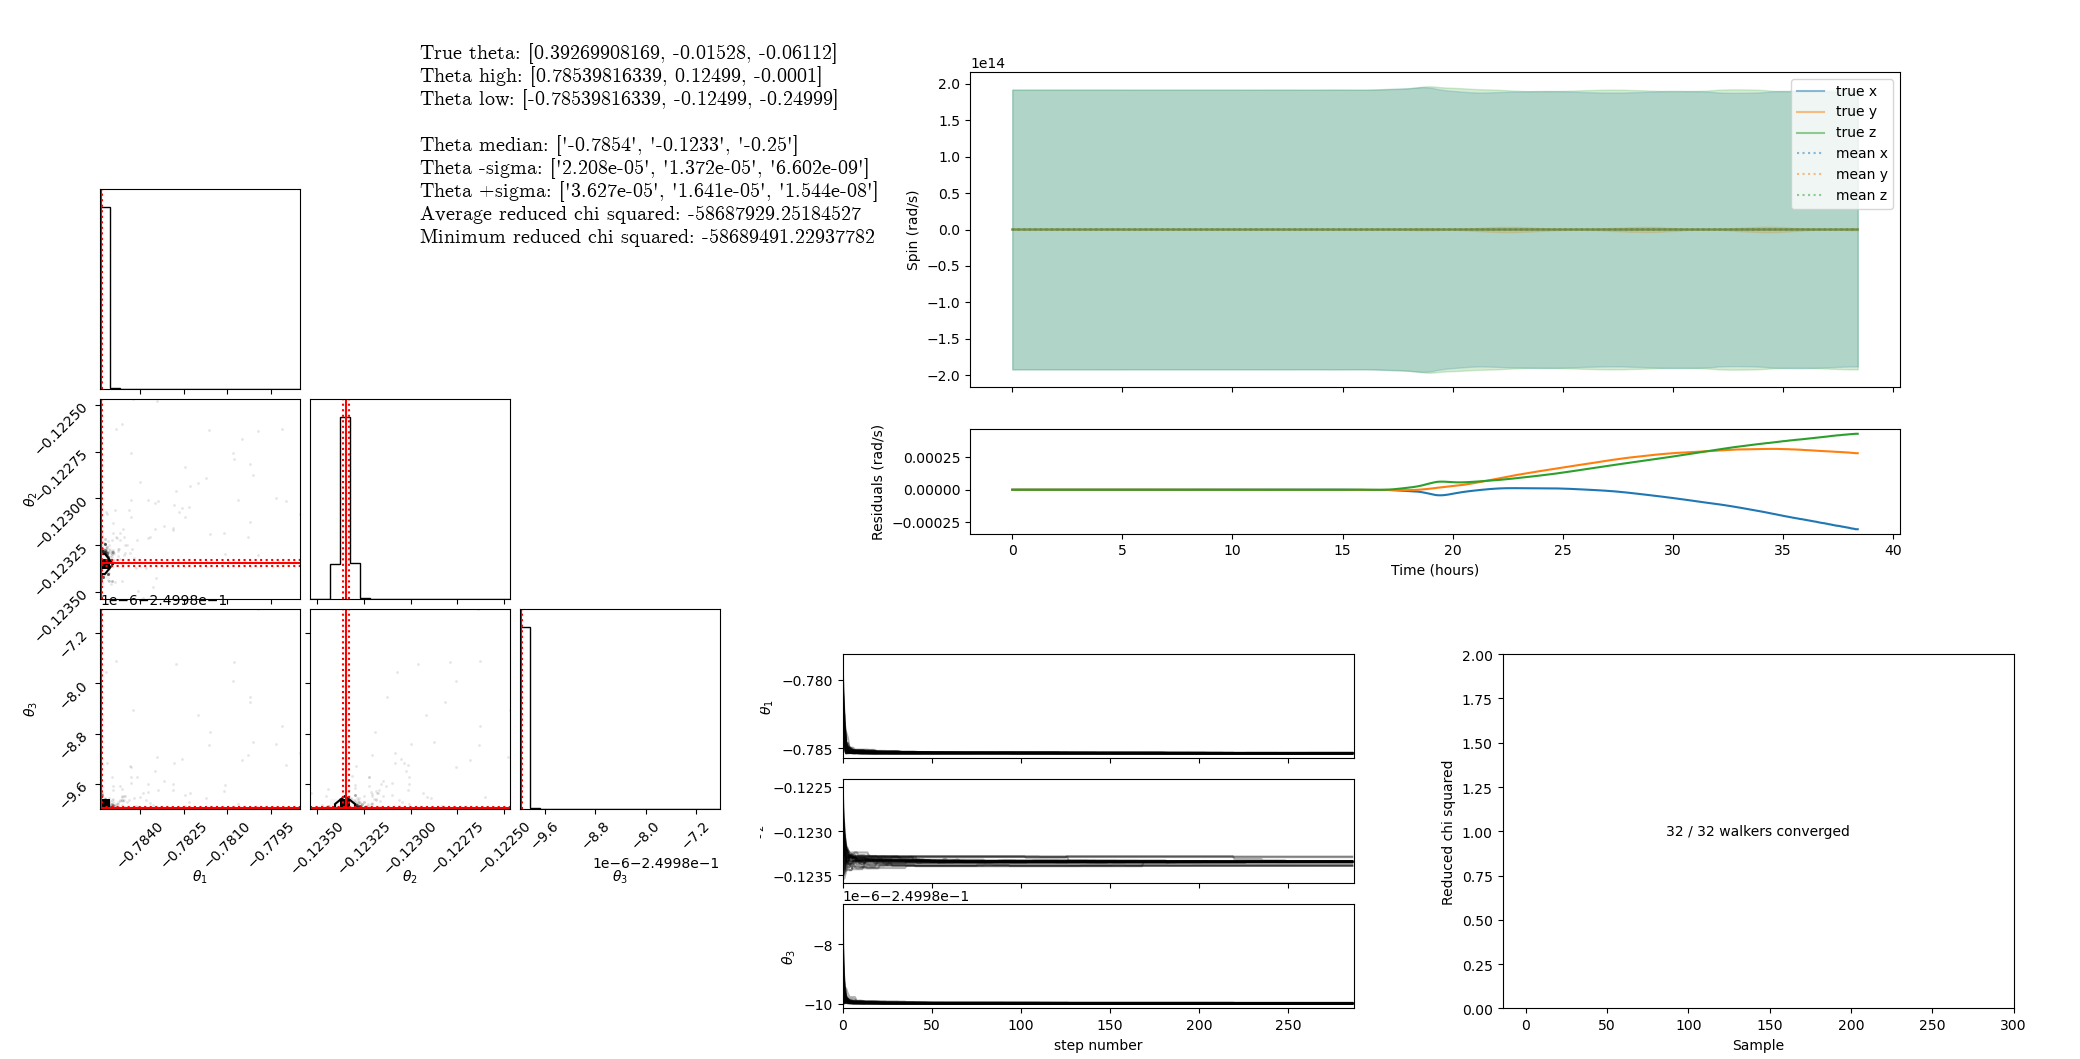 True theta: [0.39269908169, -0.01528, -0.06112]
Theta high: [0.78539816339, 0.12499, -0.0001]
Theta low: [-0.78539816339, -0.12499, -0.24999]
Theta median: ['-0.7854', '-0.1233', '-0.25']
Theta -sigma: ['2.208e-05', '1.372e-05', '6.602e-09']
Theta +sigma: ['3.627e-05', '1.641e-05', '1.544e-08']
Average reduced chi squared: -58687929.25184527
Minimum reduced chi squared: -58689491.22937782
1e14
2.0
1.5
1.0
0.5
0.0
−0.5
−1.0
−1.5
−2.0
Spin (rad/s)
true x
true y
true z
mean x
mean y
mean z
0.00025
0.00000
−0.00025
Residuals (rad/s)
0 5 10 15 20 25 30 35 40
Time (hours)
−0.12250
−0.12275
−0.12300
−0.12325
−0.12350
θ2
1e−6−2.4998e−1
−7.2
−8.0
−8.8
−9.6
θ3
−0.7840 −0.7825 −0.7810 −0.7795
θ1
−0.12350 −0.12325 −0.12300 −0.12275 −0.12250
θ2
−9.6 −8.8 −8.0 −7.2
1e−6−2.4998e−1
θ3
−0.780
−0.785
θ1
−0.1225
−0.1230
−0.1235
1e−6−2.4998e−1
−8
−10
θ3
0 50 100 150 200 250
step number
2.00
1.75
1.50
1.25
1.00
0.75
0.50
0.25
0.00
Reduced chi squared
32 / 32 walkers converged
0 50 100 150 200 250 300
Sample